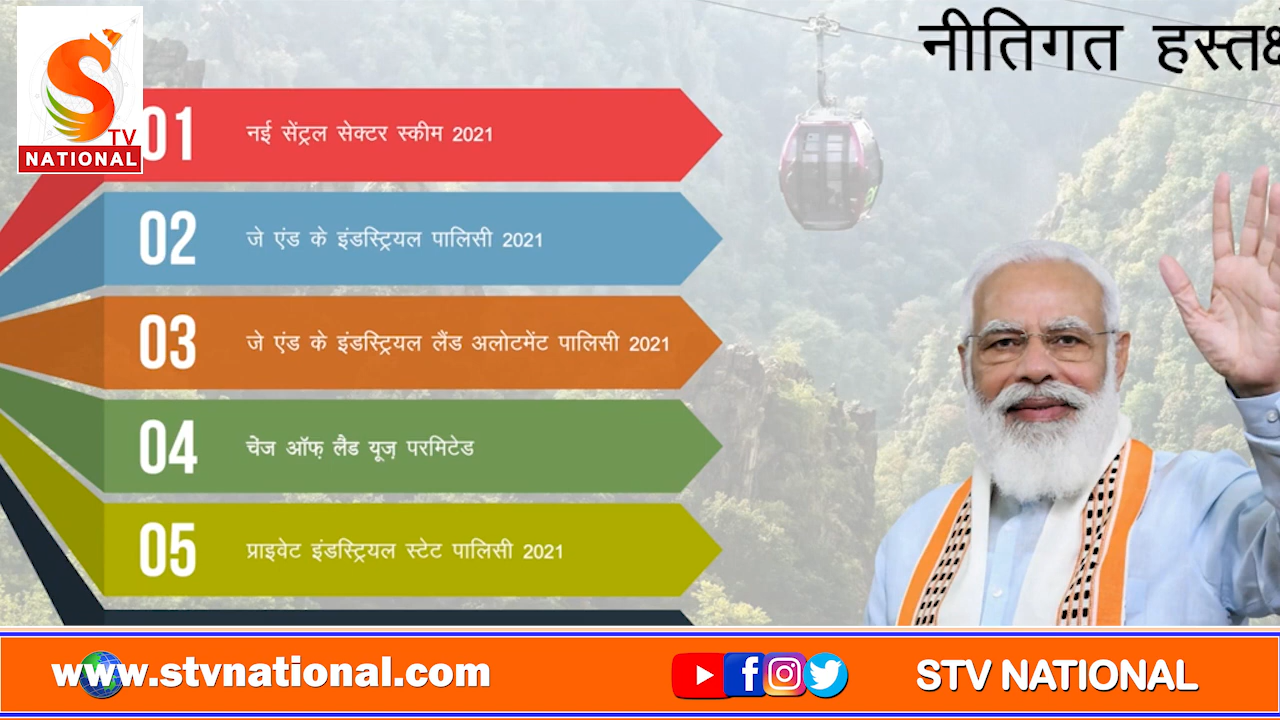 नीतिगत हस्तक्ष
TV
NATIONAL
01 नई सेंट्रल सेक्टर स्कीम 2021
02 जे एंड के इंडस्ट्रियल पालिसी 2021
03 जे एंड के इंडस्ट्रियल लैंड अलोटमेंट पालिसी 2021
04 चेंज ऑफ़ लैंड यूज़ परमिटेड
05 प्राइवेट इंडस्ट्रियल स्टेट पालिसी 2021
www.stvnational.com
STV NATIONAL